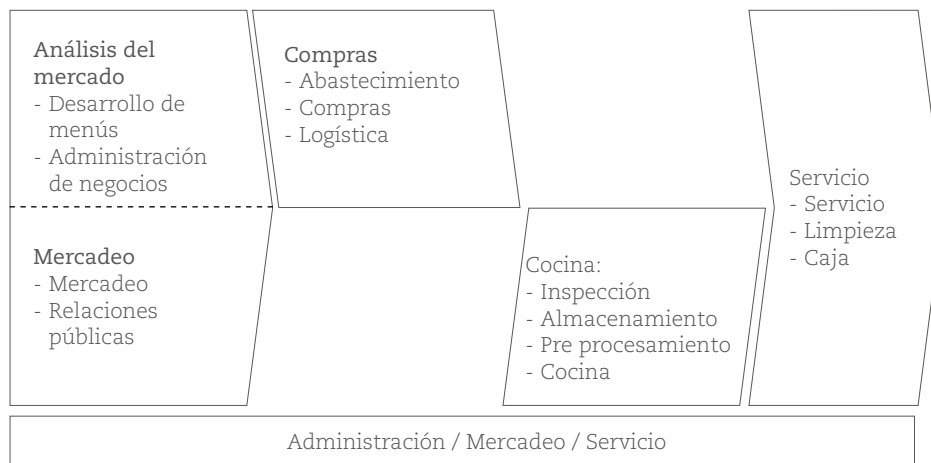 Análisis del
mercado
- Desarrollo de
menús
- Administración
de negocios
Mercadeo
- Mercadeo
- Relaciones
públicas
Compras
- Abastecimiento
- Compras
- Logística
Cocina:
- Inspección
- Almacenamiento
- Pre procesamiento
- Cocina
Servicio
- Servicio
- Limpieza
- Caja
Administración / Mercadeo / Servicio